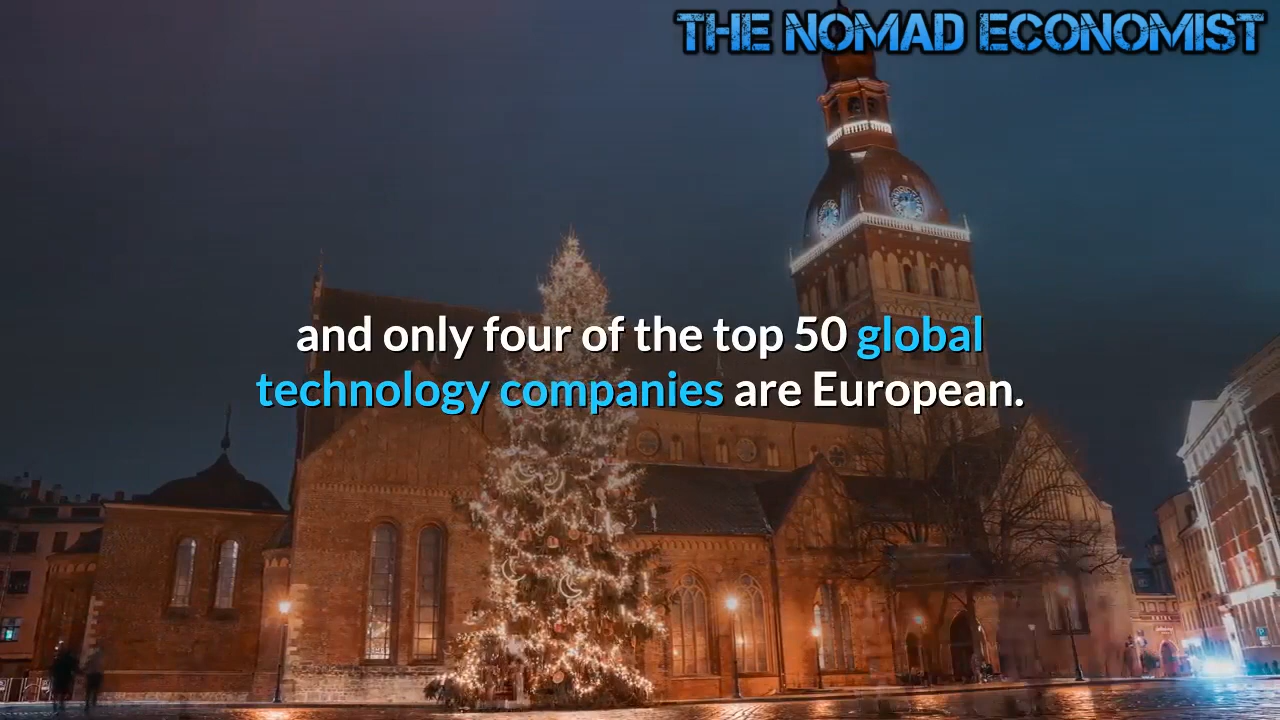 THE NOMAD ECONOMIST
and only four of the top 50 global
technology companies are European.